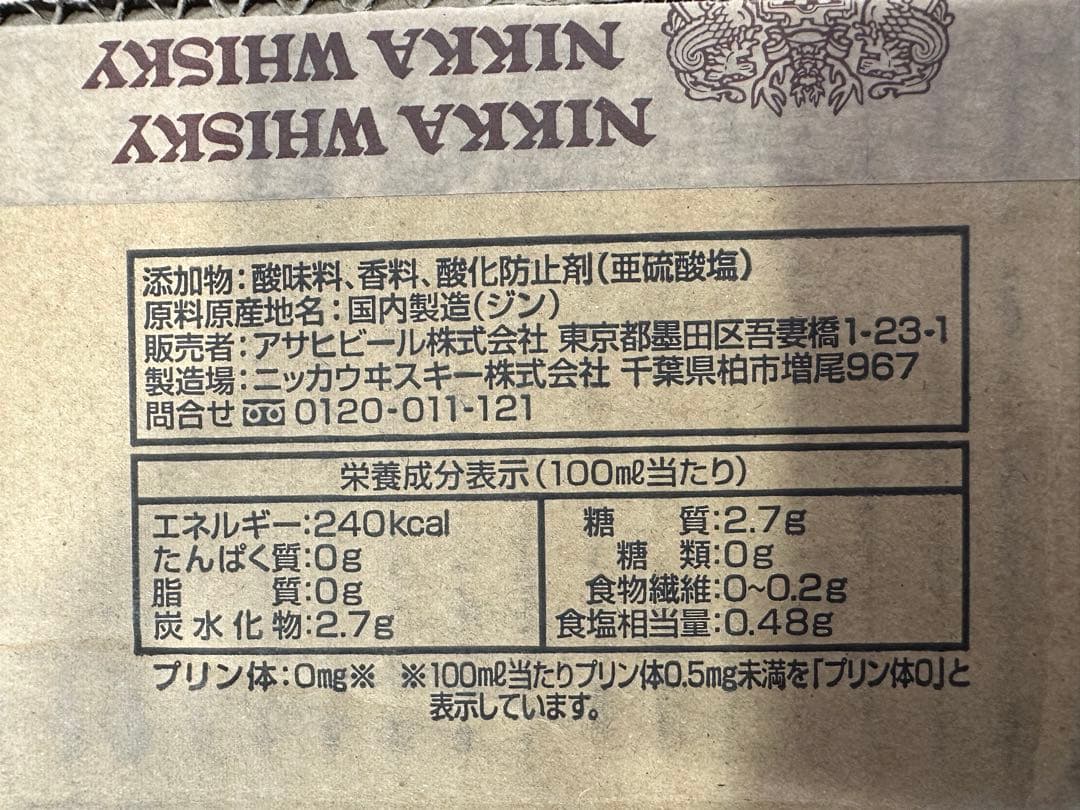 NIKKA WHISKY
NIKKA WHISKY
添加物：酸味料、香料、酸化防止剤（亜硫酸塩）
原料原産地名：国内製造（ジン）
販売者：アサヒビール株式会社 東京都墨田区吾妻橋1-23-1
製造場：ニッカウヰスキー株式会社 千葉県柏市増尾967
問合せ 0120-011-121
栄養成分表示（100㎖当たり）
エネルギー：240kcal
たんぱく質：0g
脂 質：0g
炭水化物：2.7g
糖 質：2.7g
糖 類：0g
食物繊維：0~0.2g
食塩相当量：0.48g
プリン体：0mg※ ※100㎖当たりプリン体0.5mg未満を「プリン体0」と
表示しています。